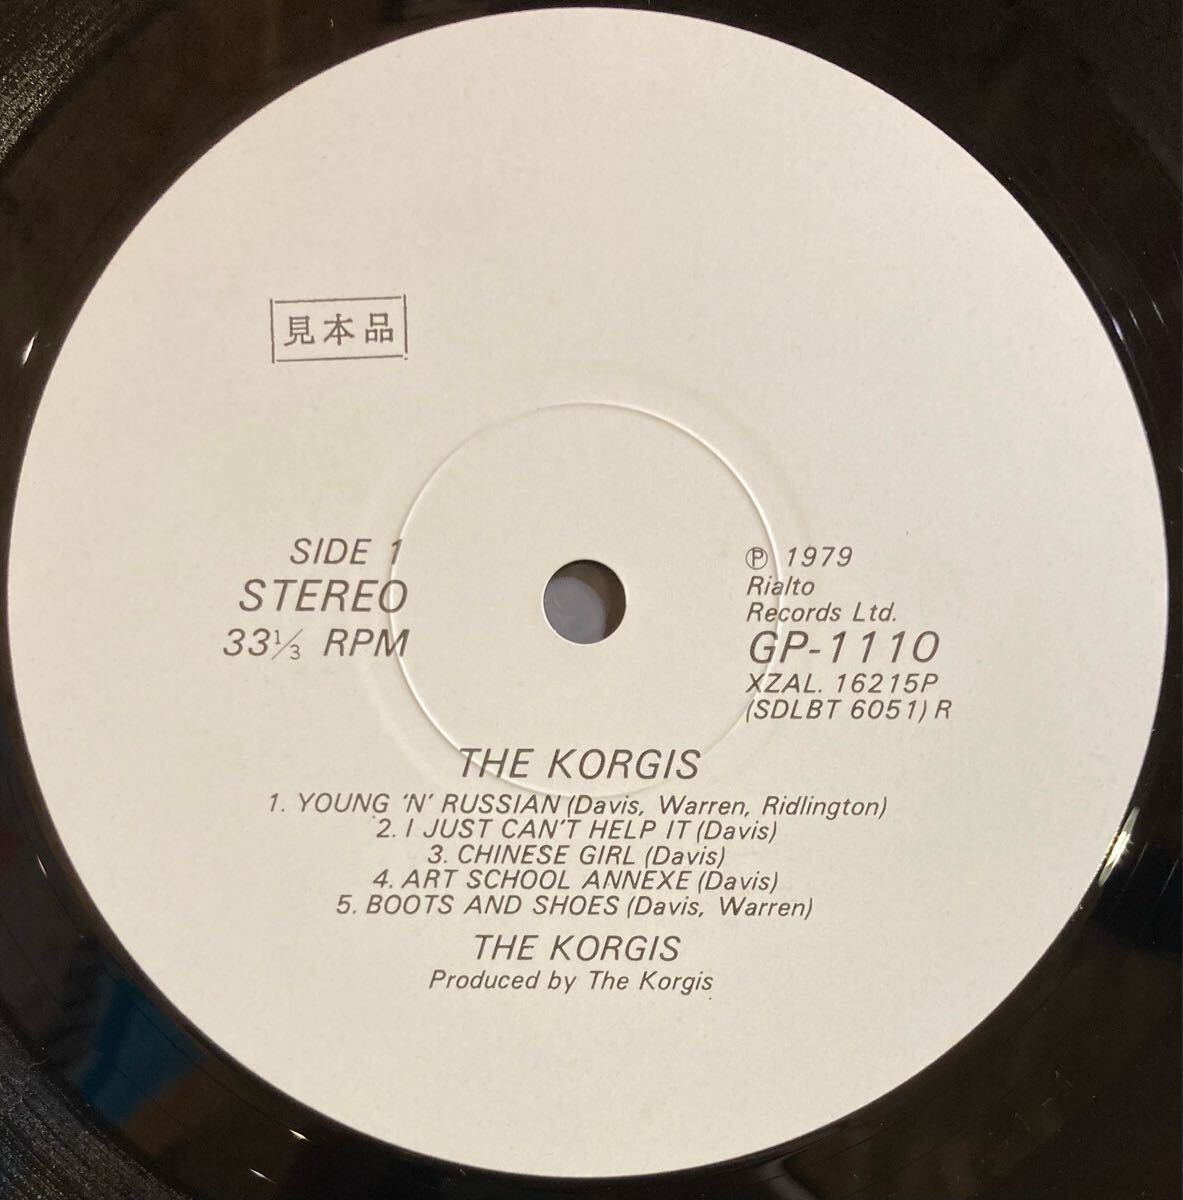 見本品
SIDE 1
STEREO
33⅓ RPM
Ⓟ 1979
Rialto
Records Ltd.
GP-1110
XZAL. 16215P
(SDLBT 6051) R
THE KORGIS
1. YOUNG 'N' RUSSIAN (Davis, Warren, Ridlington)
2. I JUST CAN'T HELP IT (Davis)
3. CHINESE GIRL (Davis)
4. ART SCHOOL ANNEXE (Davis)
5. BOOTS AND SHOES (Davis, Warren)
THE KORGIS
Produced by The Korgis